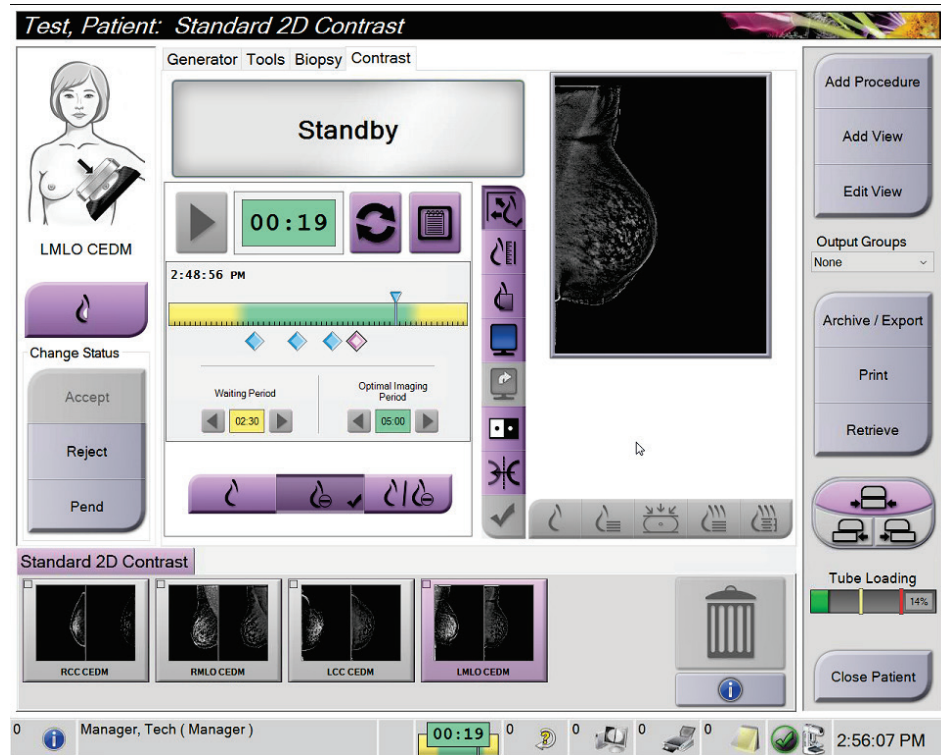 Test, Patient: Standard 2D Contrast
Generator Tools Biopsy Contrast
Standby
LMLO CEDM
00:19
2:48:56 PM
Waiting Period
Optimal Imaging
Period
02:30
05:00
Change Status
Accept
Reject
Pend
Add Procedure
Add View
Edit View
Output Groups
None
Archive / Export
Print
Retrieve
Tube Loading
14%
Close Patient
Standard 2D Contrast
RCC CEDM
RMLO CEDM
LCC CEDM
LMLO CEDM
0
Manager, Tech ( Manager )
00:19
0
0
0
0
2:56:07 PM